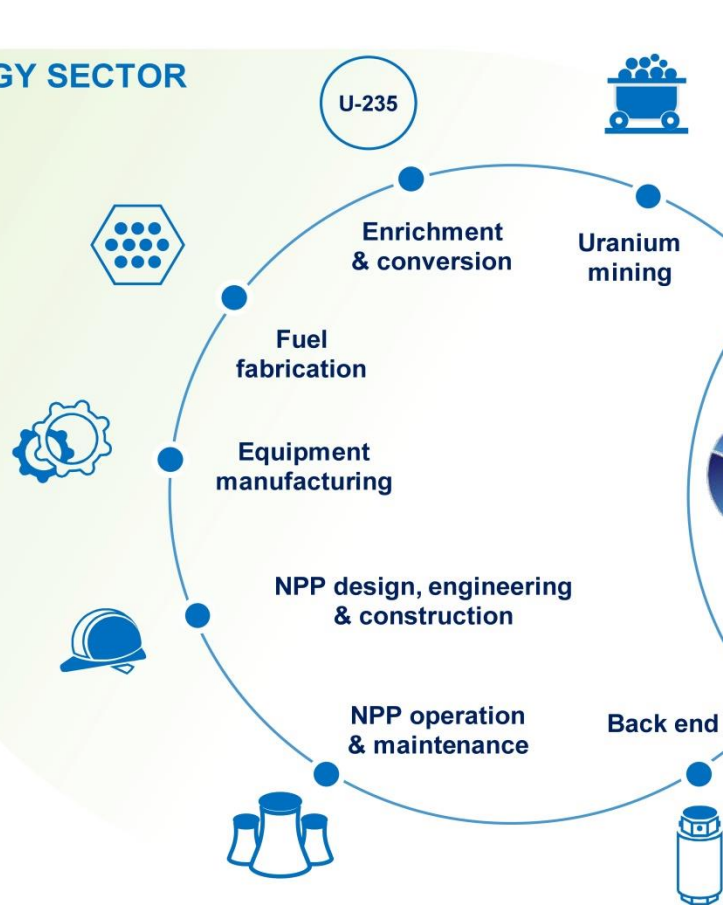 GY SECTOR
U-235
Enrichment
& conversion
Uranium
mining
Fuel
fabrication
Equipment
manufacturing
NPP design, engineering
& construction
NPP operation
& maintenance
Back end